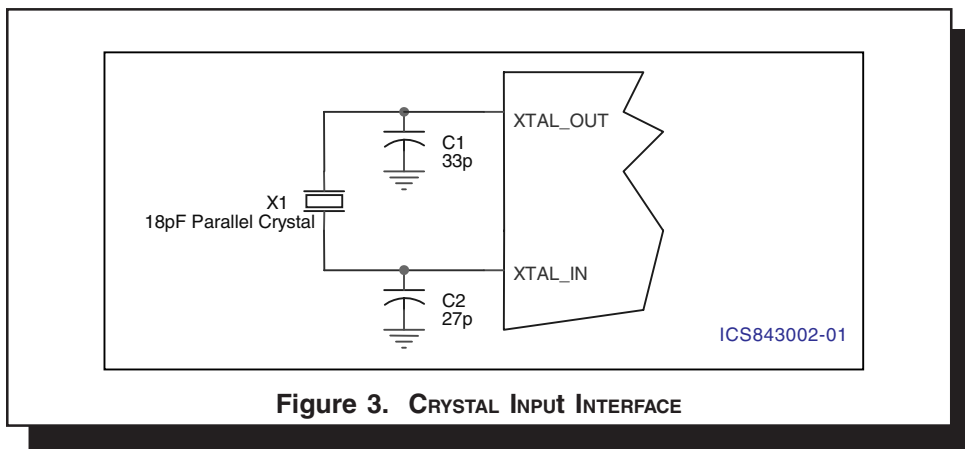 XTAL_OUT
C1
33p
X1
18pF Parallel Crystal
XTAL_IN
C2
27p
ICS843002-01
Figure 3. CRYSTAL INPUt INTERFACE